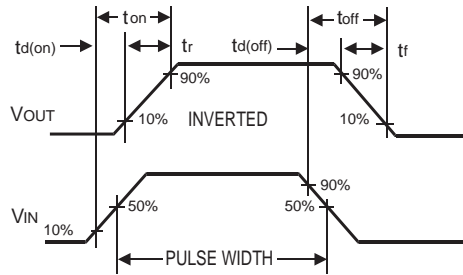 ton toff
td(on) tr td(off) tf
90% 90%
VOUT 10% INVERTED 10%
90%
VIN 50% 50%
10%
PULSE WIDTH